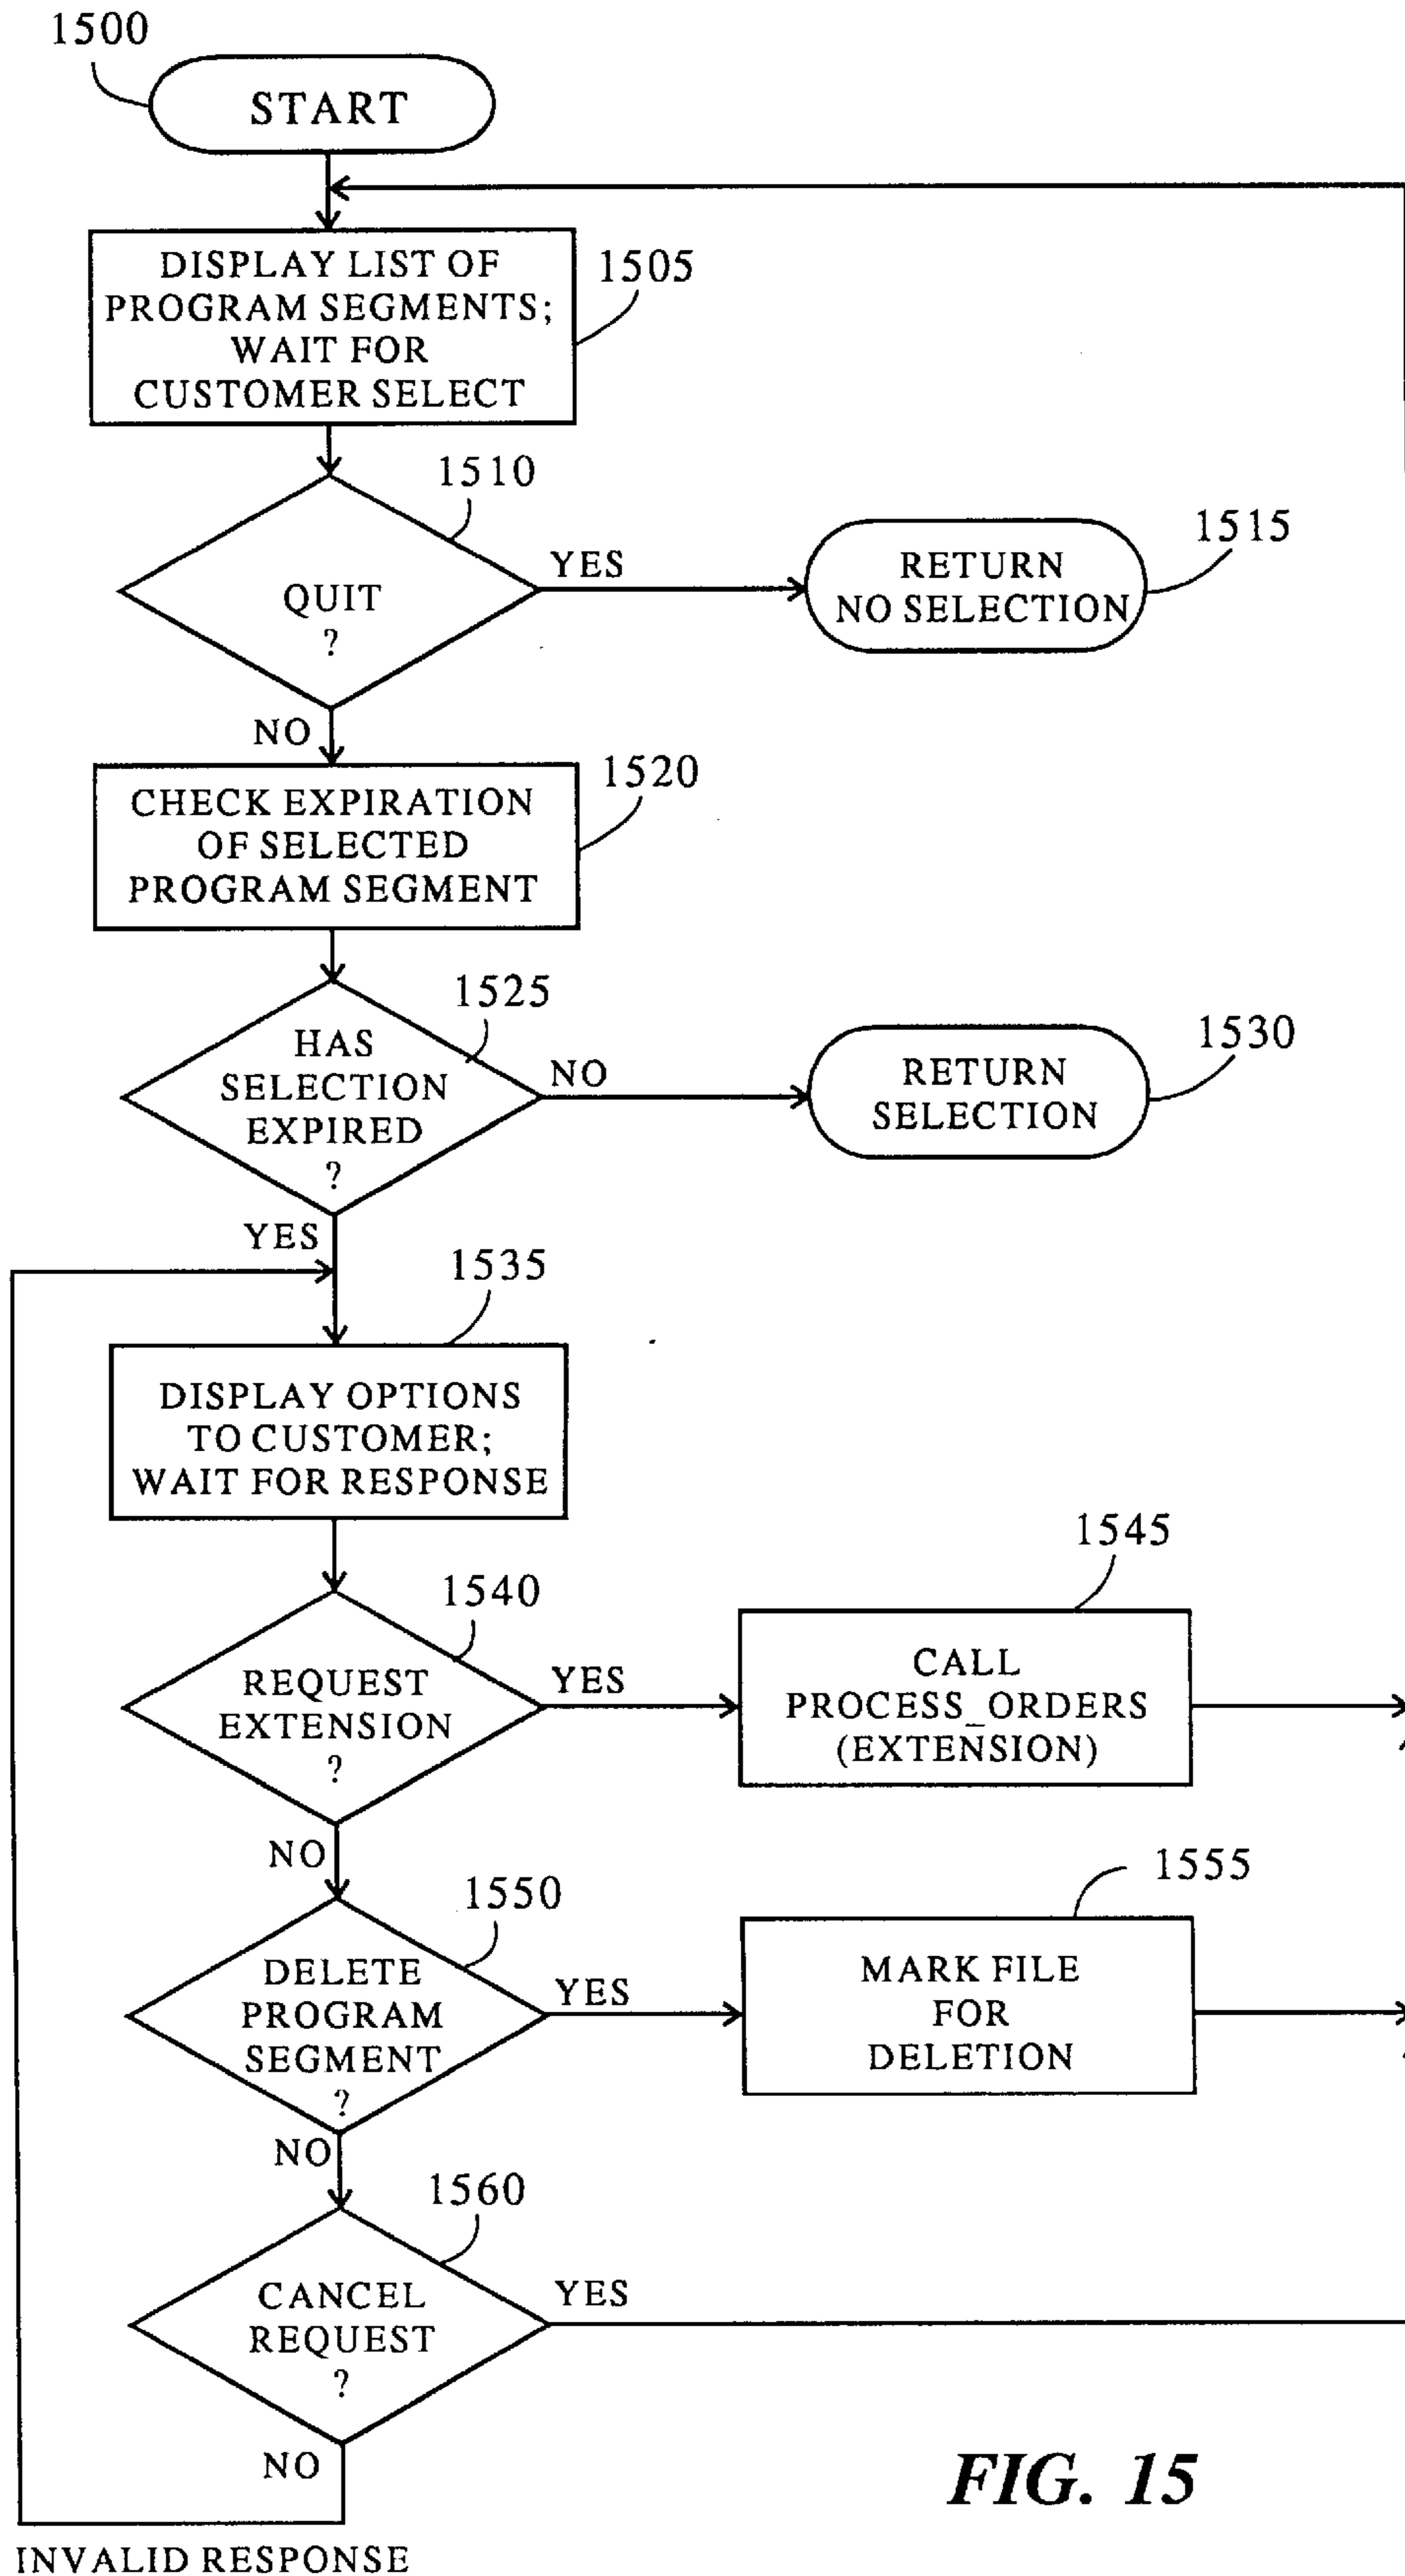 1500
START
DISPLAY LIST OF
PROGRAM SEGMENTS;
WAIT FOR
CUSTOMER SELECT
1505
1510
QUIT
?
YES
RETURN
NO SELECTION
1515
NO
CHECK EXPIRATION
OF SELECTED
PROGRAM SEGMENT
1520
1525
HAS
SELECTION
EXPIRED
?
NO
RETURN
SELECTION
1530
YES
1535
DISPLAY OPTIONS
TO CUSTOMER;
WAIT FOR RESPONSE
1540
REQUEST
EXTENSION
?
YES
1545
CALL
PROCESS_ORDERS
(EXTENSION)
NO
1550
DELETE
PROGRAM
SEGMENT
?
YES
1555
MARK FILE
FOR
DELETION
NO
1560
CANCEL
REQUEST
?
YES
NO
INVALID RESPONSE
FIG. 15